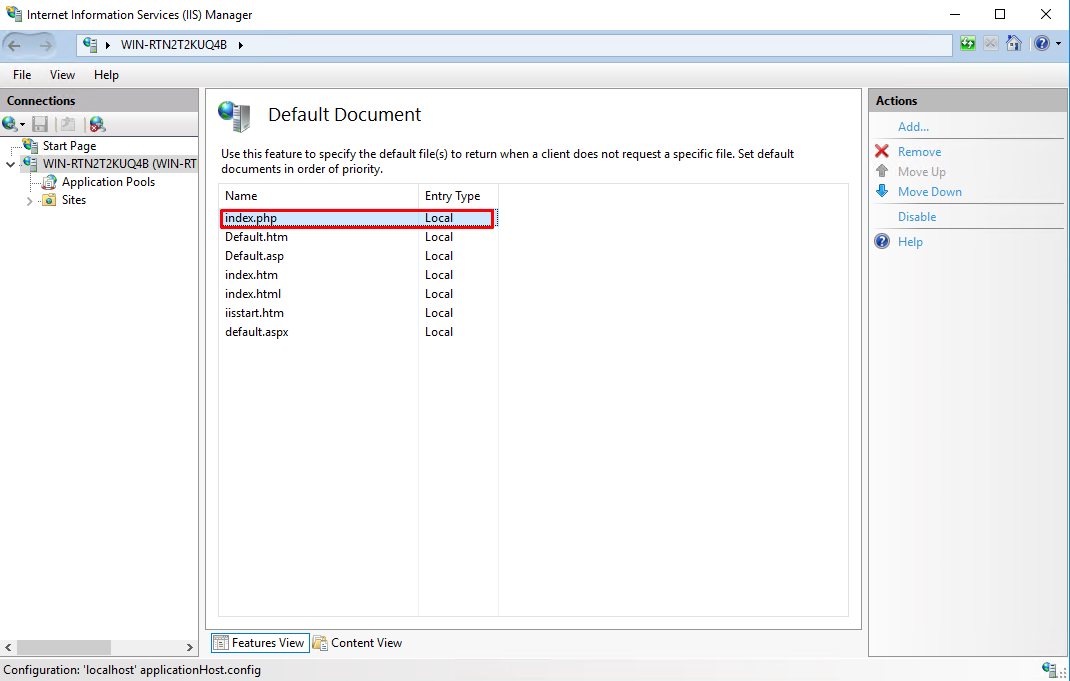 Internet Information Services (IIS) Manager
WIN-RTN2T2KUQ4B
File View Help
Connections
Start Page
WIN-RTN2T2KUQ4B (WIN-RT
Application Pools
Sites
Default Document
Use this feature to specify the default file(s) to return when a client does not request a specific file. Set default
documents in order of priority.
Name Entry Type
index.php Local
Default.htm Local
Default.asp Local
index.htm Local
index.html Local
iisstart.htm Local
default.aspx Local
Features View Content View
Actions
Add...
Remove
Move Up
Move Down
Disable
Help
Configuration: 'localhost' applicationHost.config